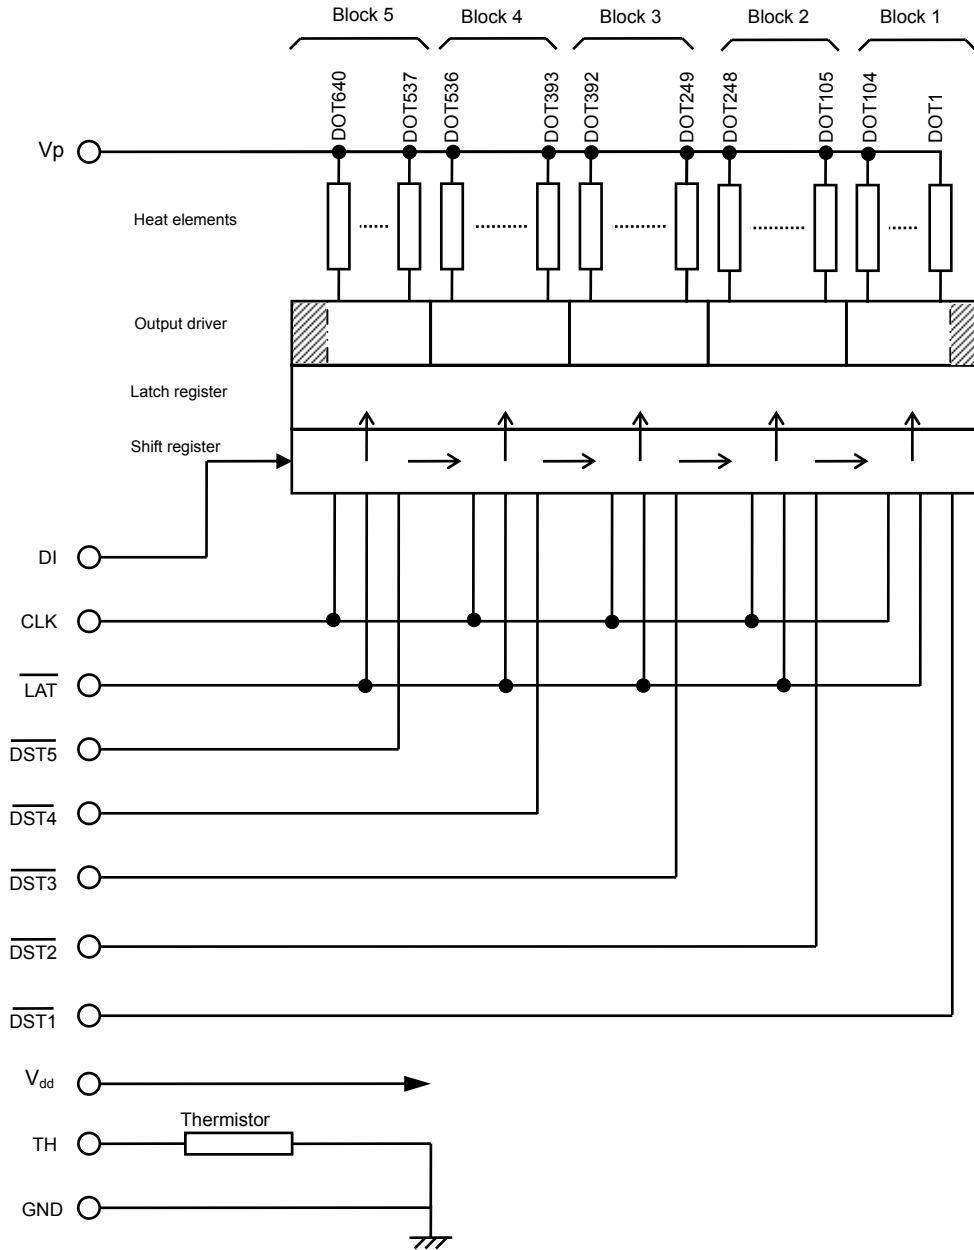 Block 5 Block 4 Block 3 Block 2 Block 1
DOT640 DOT537 DOT536 DOT393 DOT392 DOT249 DOT248 DOT105 DOT104 DOT1
Vp
Heat elements
Output driver
Latch register
Shift register
DI
CLK
LAT
DST5
DST4
DST3
DST2
DST1
Vdd
Thermistor
TH
GND